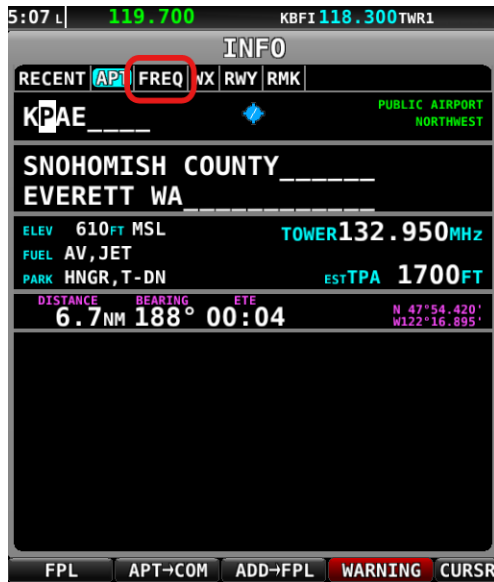 5:07 L 119.700 KBFI 118.300 TWR1
INFO
RECENT APT FREQ WX RWY RMK
KPAE____
PUBLIC AIRPORT
NORTHWEST
SNOHOMISH COUNTY______
EVERETT WA____________
ELEV 610FT MSL
TOWER 132.950MHz
FUEL AV,JET
PARK HNGR,T-DN
EST TPA 1700FT
DISTANCE BEARING ETE
6.7NM 188° 00:04
N 47°54.420'
W122°16.895'
FPL APT→COM ADD→FPL WARNING CURSR